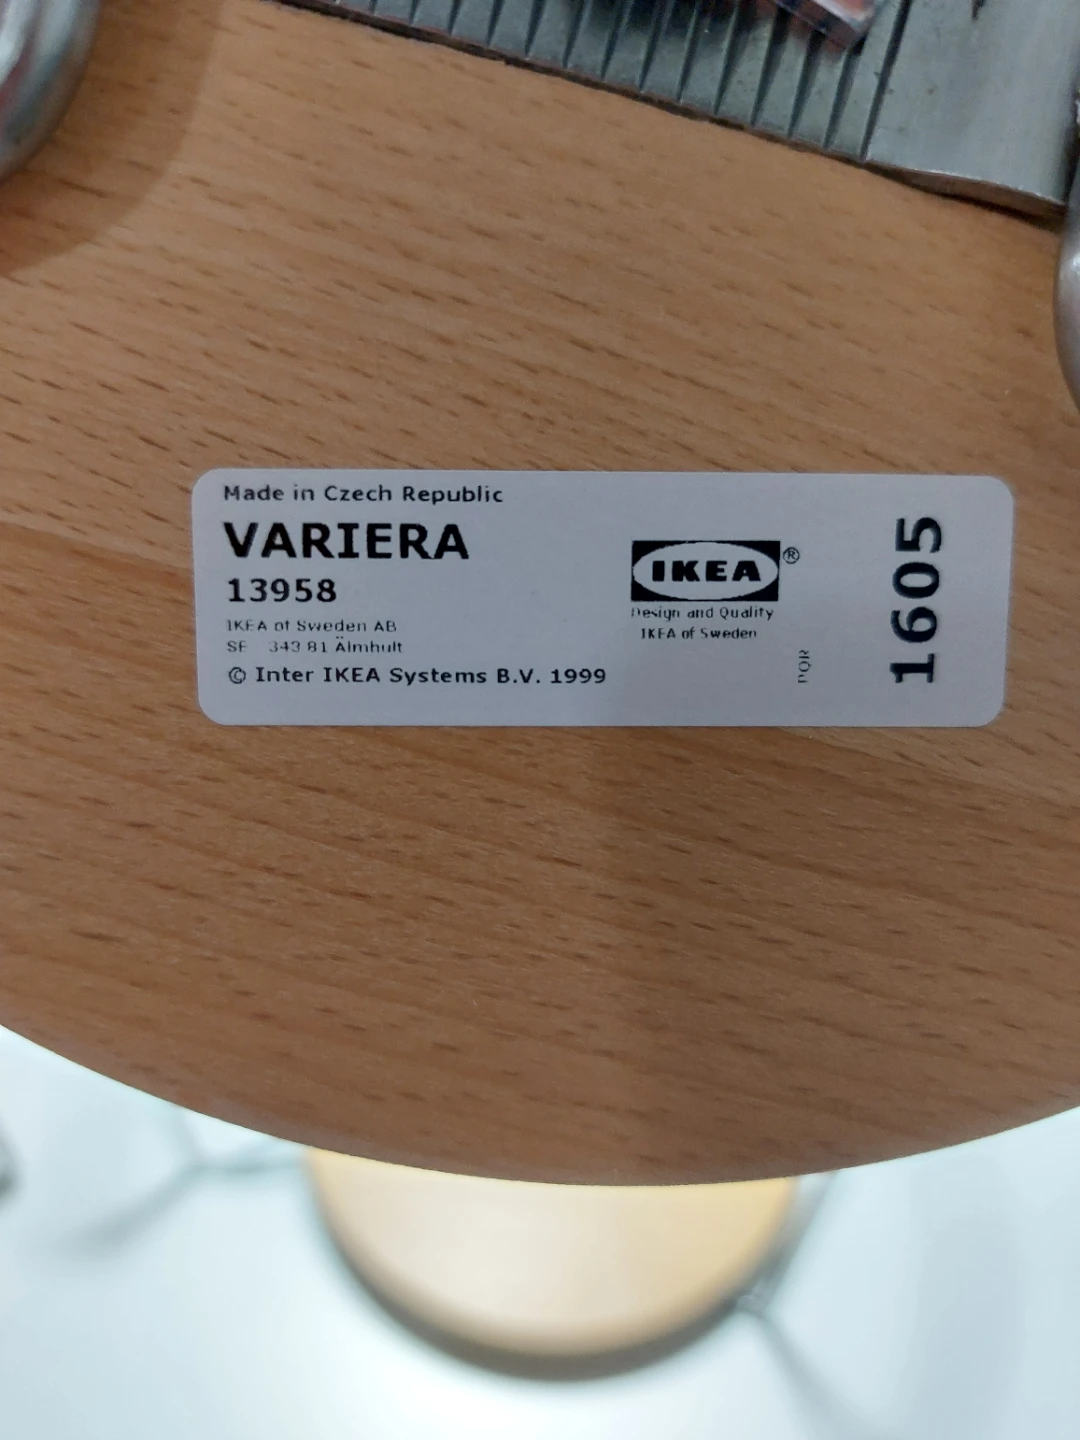 Made in Czech Republic
VARIERA
13958
IKEA of Sweden AB
SE 343 81 Älmhult
© Inter IKEA Systems B.V. 1999
IKEA®
Design and Quality
IKEA of Sweden
PQR
1605